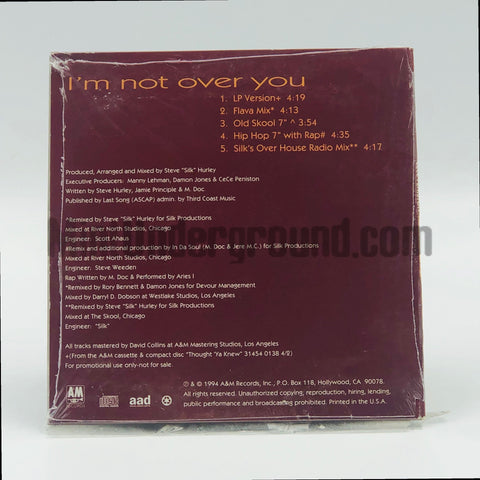 I'm not over you
1. LP Version+ 4:19
2. Flava Mix* 4:13
3. Old Skool 7" ^ 3:54
4. Hip Hop 7" with Rap# 4:35
5. Silk's Over House Radio Mix** 4:17
Produced, Arranged and Mixed by Steve "Silk" Hurley
Executive Producers: Manny Lehman, Damon Jones & CeCe Peniston
Written by Steve Hurley, Jamie Principle & M. Doc
Published by Last Song (ASCAP) admin. by Third Coast Music
^Remixed by Steve "Silk" Hurley for Silk Productions
Mixed at River North Studios, Chicago
Engineer: Scott Ahaus
#Remix and additional production by In Da Soul (M. Doc & Jere M.C.) for Silk Productions
Mixed at River North Studios, Chicago
Engineer: Steve Weeden
Rap Written by M. Doc & Performed by Aries I
*Remixed by Rory Bennett & Damon Jones for Devour Management
Mixed by Darryl D. Dobson at Westlake Studios, Los Angeles
**Remixed by Steve "Silk" Hurley for Silk Productions
Mixed at The Skool, Chicago
Engineer: "Silk"
All tracks mastered by David Collins at A&M Mastering Studios, Los Angeles
+(From the A&M cassette & compact disc "Thought 'Ya Knew" 31454 0138 4/2)
For promotional use only-not for sale.
AM
disc
aad
℗ & © 1994 A&M Records, Inc., P.O. Box 118, Hollywood, CA 90078.
All rights reserved. Unauthorized copying, reproduction, hiring, lending,
public performance and broadcasting prohibited. Printed in the U.S.A.